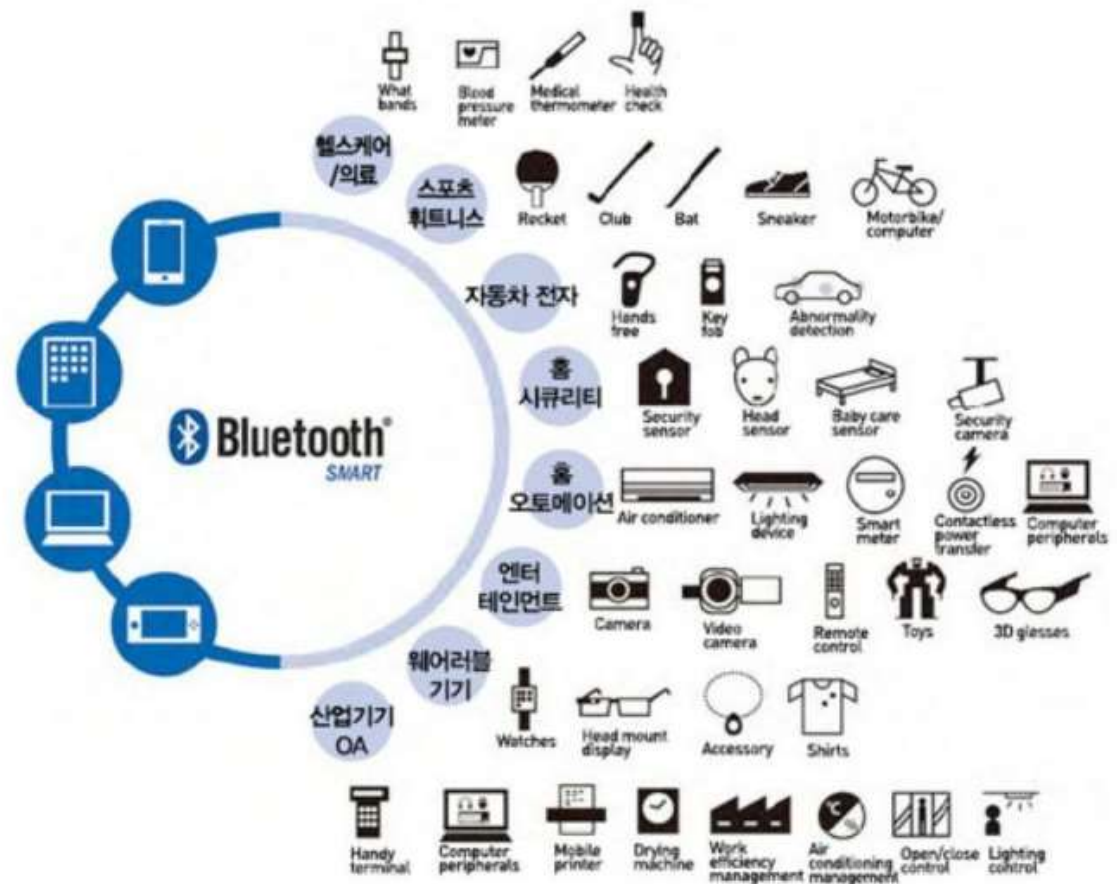 What
bands
Blood
pressure
meter
Medical
thermometer
Health
check
헬스케어
/의료
스포츠
휘트니스
Recket
Club
Bat
Sneaker
Motorbike/
computer
자동차 전자
Hands
free
Key
fob
Abnormality
detection
홈
시큐리티
Security
sensor
Head
sensor
Baby care
sensor
Security
camera
Bluetooth®
SMART
홈
오토메이션
Air conditioner
Lighting
device
Smart
meter
Contactless
power
transfer
Computer
peripherals
엔터
테인먼트
Camera
Video
camera
Remote
control
Toys
3D glesses
웨어러블
기기
Watches
Head mount
display
Accessory
Shirts
산업기기
OA
Handy
terminal
Computer
peripherals
Mobile
printer
Drying
machine
Work
efficiency
management
℃
Air
conditioning
management
Open/close
control
Lighting
control